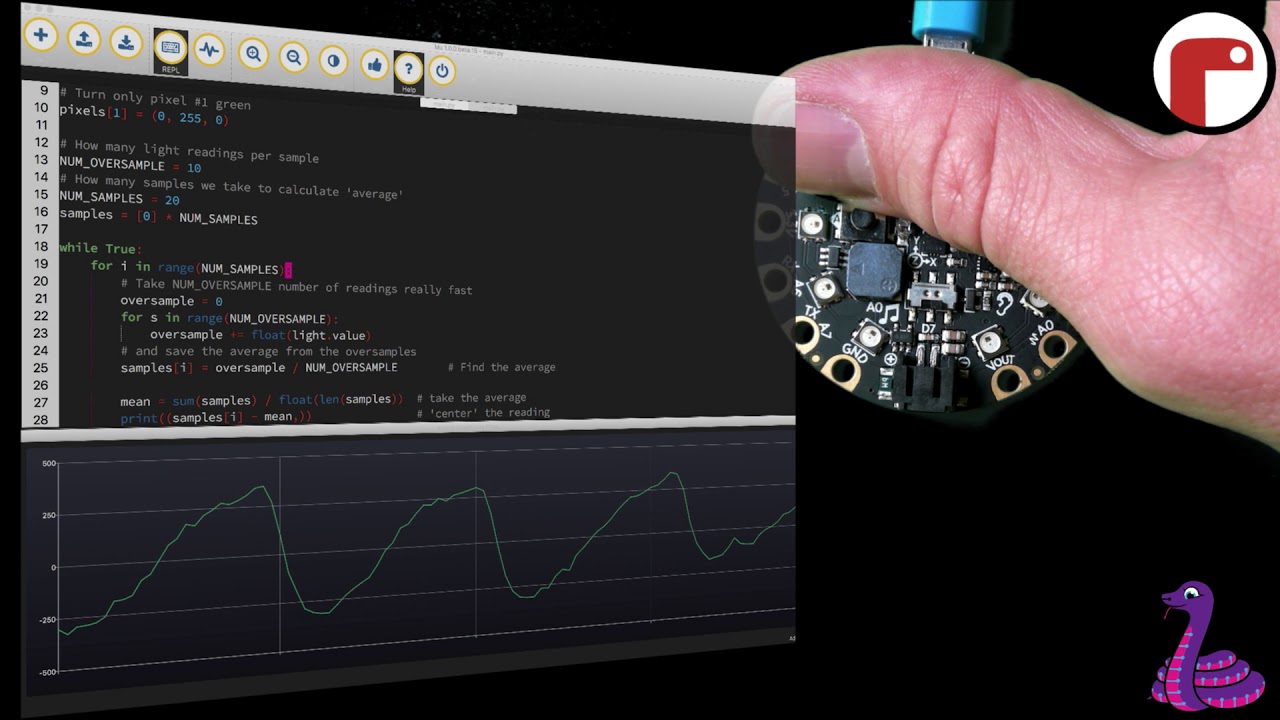 Mu 1.0.0 beta 15 - main.py
REPL
?
Help
9 # Turn only pixel #1 green
10 pixels[1] = (0, 255, 0)
11
12 # How many light readings per sample
13 NUM_OVERSAMPLE = 10
14 # How many samples we take to calculate 'average'
15 NUM_SAMPLES = 20
16 samples = [0] * NUM_SAMPLES
17
18 while True:
19 for i in range(NUM_SAMPLES):
20 # Take NUM_OVERSAMPLE number of readings really fast
21 oversample = 0
22 for s in range(NUM_OVERSAMPLE):
23 oversample += float(light.value)
24 # and save the average from the oversamples
25 samples[i] = oversample / NUM_OVERSAMPLE # Find the average
26
27 mean = sum(samples) / float(len(samples)) # take the average
28 print((samples[i] - mean,)) # 'center' the reading
500
250
0
-250
-500
A
X
A0
TX
A7
D7
GND
VOUT
A0